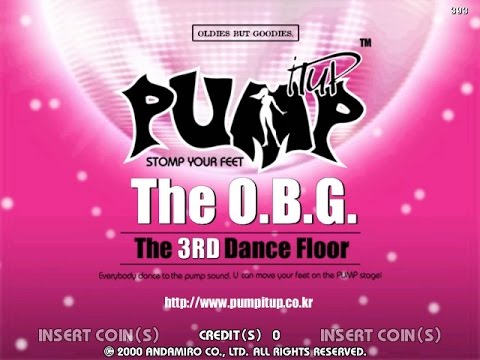 OLDIES BUT GOODIES.
393
TM
it up
PUMP
STOMP YOUR FEET
The O.B.G.
The 3RD Dance Floor
Everybody dance to the pump sound. U can move your feet on the PUMP stage!
http://www.pumpitup.co.kr
INSERT COIN(S) CREDIT(S) 0 INSERT COIN(S)
© 2000 ANDAMIRO CO., LTD. ALL RIGHTS RESERVED.